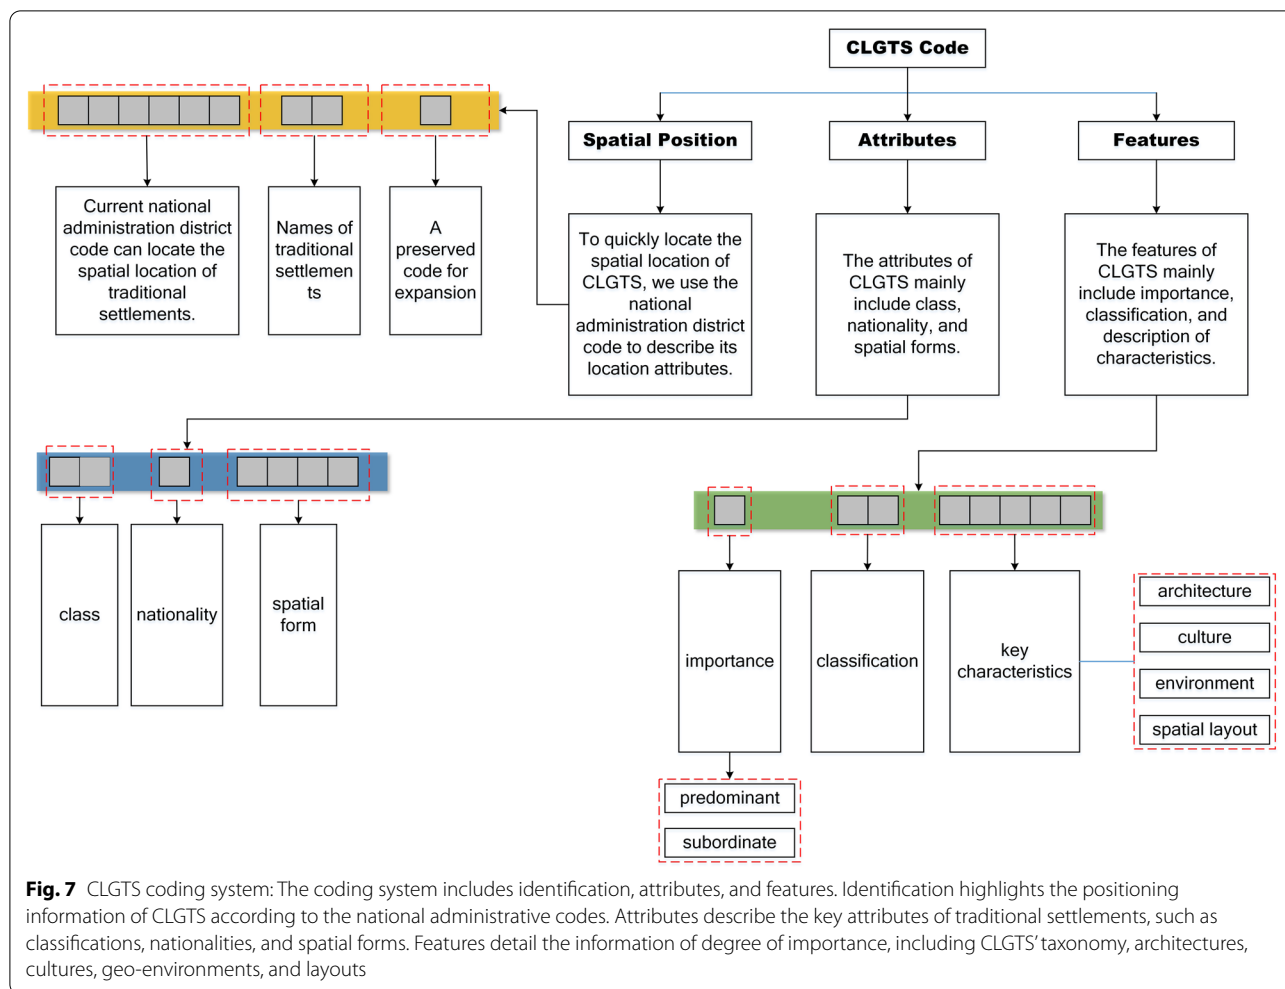 CLGTS Code
Spatial Position
Attributes
Features
Current national
administration district
code can locate the
spatial location of
traditional
settlements.
Names of
traditional
settlemen
ts
A
preserved
code for
expansion
To quickly locate the
spatial location of
CLGTS, we use the
national
administration district
code to describe its
location attributes.
The attributes of
CLGTS mainly
include class,
nationality, and
spatial forms.
The features of
CLGTS mainly
include importance,
classification, and
description of
characteristics.
class
nationality
spatial
form
importance
classification
key
characteristics
architecture
culture
environment
spatial layout
predominant
subordinate
Fig. 7 CLGTS coding system: The coding system includes identification, attributes, and features. Identification highlights the positioning
information of CLGTS according to the national administrative codes. Attributes describe the key attributes of traditional settlements, such as
classifications, nationalities, and spatial forms. Features detail the information of degree of importance, including CLGTS’ taxonomy, architectures,
cultures, geo-environments, and layouts